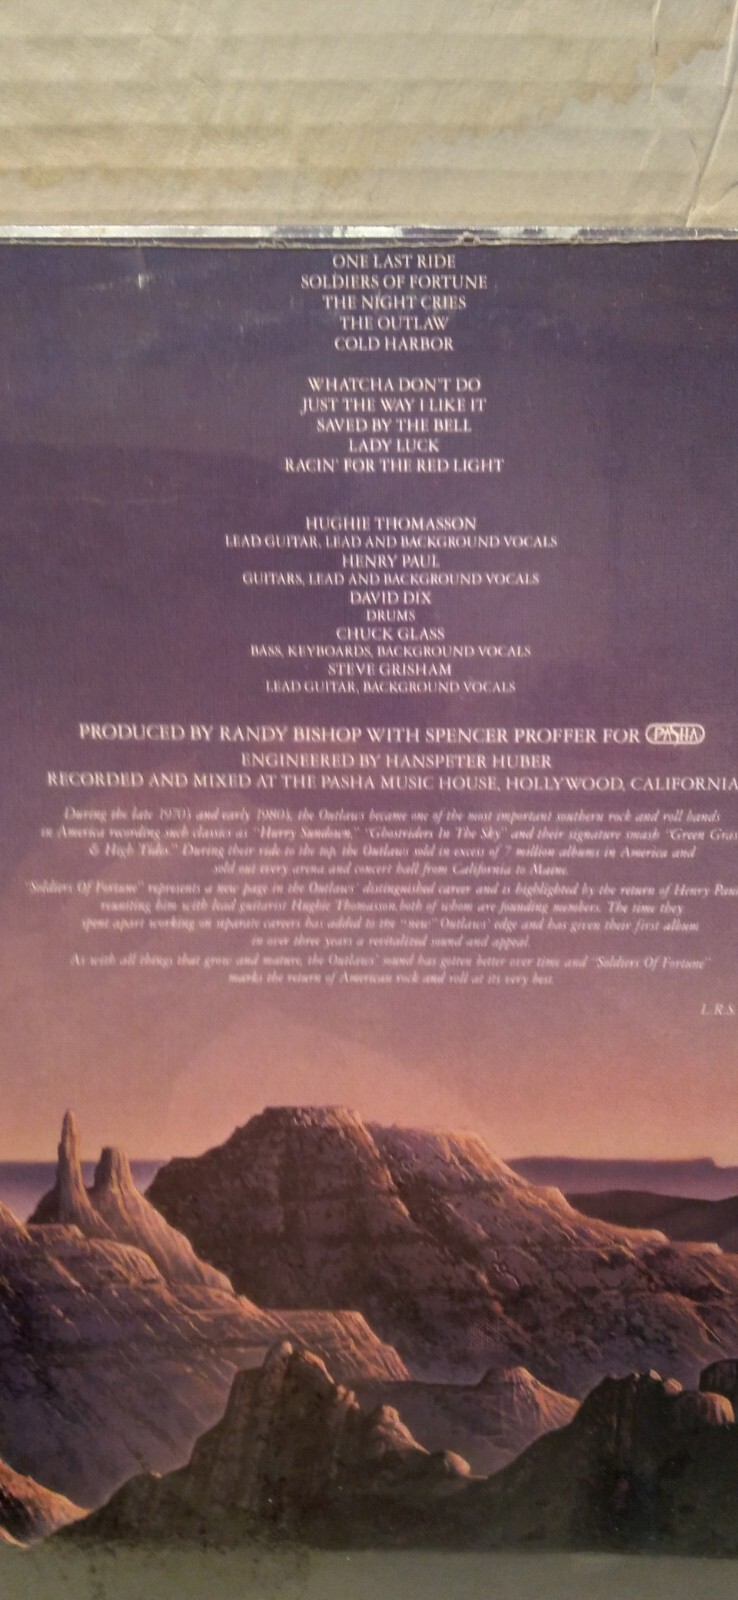 ONE LAST RIDE
SOLDIERS OF FORTUNE
THE NIGHT CRIES
THE OUTLAW
COLD HARBOR
WHATCHA DON'T DO
JUST THE WAY I LIKE IT
SAVED BY THE BELL
LADY LUCK
RACIN' FOR THE RED LIGHT
HUGHIE THOMASSON
LEAD GUITAR, LEAD AND BACKGROUND VOCALS
HENRY PAUL
GUITARS, LEAD AND BACKGROUND VOCALS
DAVID DIX
DRUMS
CHUCK GLASS
BASS, KEYBOARDS, BACKGROUND VOCALS
STEVE GRISHAM
LEAD GUITAR, BACKGROUND VOCALS
PRODUCED BY RANDY BISHOP WITH SPENCER PROFFER FOR PASHA
ENGINEERED BY HANSPETER HUBER
RECORDED AND MIXED AT THE PASHA MUSIC HOUSE, HOLLYWOOD, CALIFORNIA
During the late 1970's and early 1980's, the Outlaws became one of the most important southern rock and roll bands
in America recording such classics as "Hurry Sundown," "Ghostriders In The Sky" and their signature smash "Green Gras
& High Tides." During their ride to the top, the Outlaws sold in excess of 7 million albums in America and
sold out every arena and concert hall from California to Maine.
"Soldiers Of Fortune" represents a new page in the Outlaws' distinguished career and is highlighted by the return of Henry Paul
reuniting him with lead guitarist Hughie Thomasson, both of whom are founding members. The time they
spent apart working on separate careers has added to the "new" Outlaws' edge and has given their first album
in over three years a revitalized sound and appeal.
As with all things that grow and mature, the Outlaws' sound has gotten better over time and "Soldiers Of Fortune"
marks the return of American rock and roll at its very best.
L.R.S.